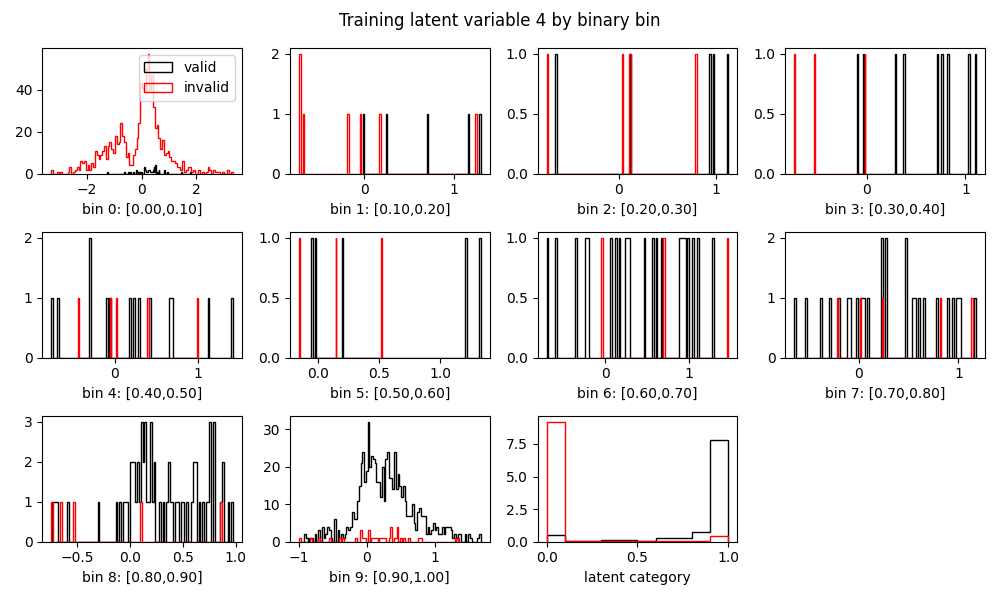 Training latent variable 4 by binary bin
valid
invalid
40
20
0
−2 0 2
bin 0: [0.00,0.10]
2
1
0
0 1
bin 1: [0.10,0.20]
1.0
0.5
0.0
0 1
bin 2: [0.20,0.30]
1.0
0.5
0.0
0 1
bin 3: [0.30,0.40]
2
1
0
0 1
bin 4: [0.40,0.50]
1.0
0.5
0.0
0.0 0.5 1.0
bin 5: [0.50,0.60]
1.0
0.5
0.0
0 1
bin 6: [0.60,0.70]
2
1
0
0 1
bin 7: [0.70,0.80]
3
2
1
0
−0.5 0.0 0.5 1.0
bin 8: [0.80,0.90]
30
20
10
0
−1 0 1
bin 9: [0.90,1.00]
7.5
5.0
2.5
0.0
0.0 0.5 1.0
latent category